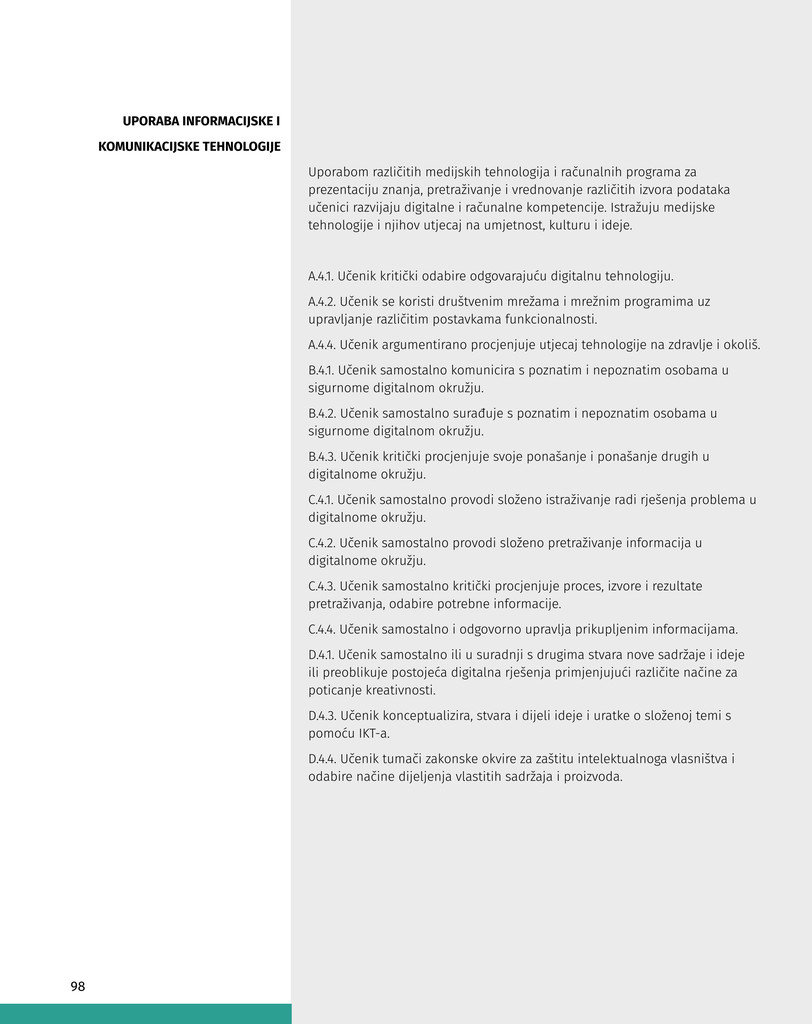 UPORABA INFORMACIJSKE I
KOMUNIKACIJSKE TEHNOLOGIJE
Uporabom različitih medijskih tehnologija i računalnih programa za
prezentaciju znanja, pretraživanje i vrednovanje različitih izvora podataka
učenici razvijaju digitalne i računalne kompetencije. Istražuju medijske
tehnologije i njihov utjecaj na umjetnost, kulturu i ideje.
A.4.1. Učenik kritički odabire odgovarajuću digitalnu tehnologiju.
A.4.2. Učenik se koristi društvenim mrežama i mrežnim programima uz
upravljanje različitim postavkama funkcionalnosti.
A.4.4. Učenik argumentirano procjenjuje utjecaj tehnologije na zdravlje i okoliš.
B.4.1. Učenik samostalno komunicira s poznatim i nepoznatim osobama u
sigurnome digitalnom okružju.
B.4.2. Učenik samostalno surađuje s poznatim i nepoznatim osobama u
sigurnome digitalnom okružju.
B.4.3. Učenik kritički procjenjuje svoje ponašanje i ponašanje drugih u
digitalnome okružju.
C.4.1. Učenik samostalno provodi složeno istraživanje radi rješenja problema u
digitalnome okružju.
C.4.2. Učenik samostalno provodi složeno pretraživanje informacija u
digitalnome okružju.
C.4.3. Učenik samostalno kritički procjenjuje proces, izvore i rezultate
pretraživanja, odabire potrebne informacije.
C.4.4. Učenik samostalno i odgovorno upravlja prikupljenim informacijama.
D.4.1. Učenik samostalno ili u suradnji s drugima stvara nove sadržaje i ideje
ili preoblikuje postojeća digitalna rješenja primjenjujući različite načine za
poticanje kreativnosti.
D.4.3. Učenik konceptualizira, stvara i dijeli ideje i uratke o složenoj temi s
pomoću IKT-a.
D.4.4. Učenik tumači zakonske okvire za zaštitu intelektualnoga vlasništva i
odabire načine dijeljenja vlastitih sadržaja i proizvoda.
98